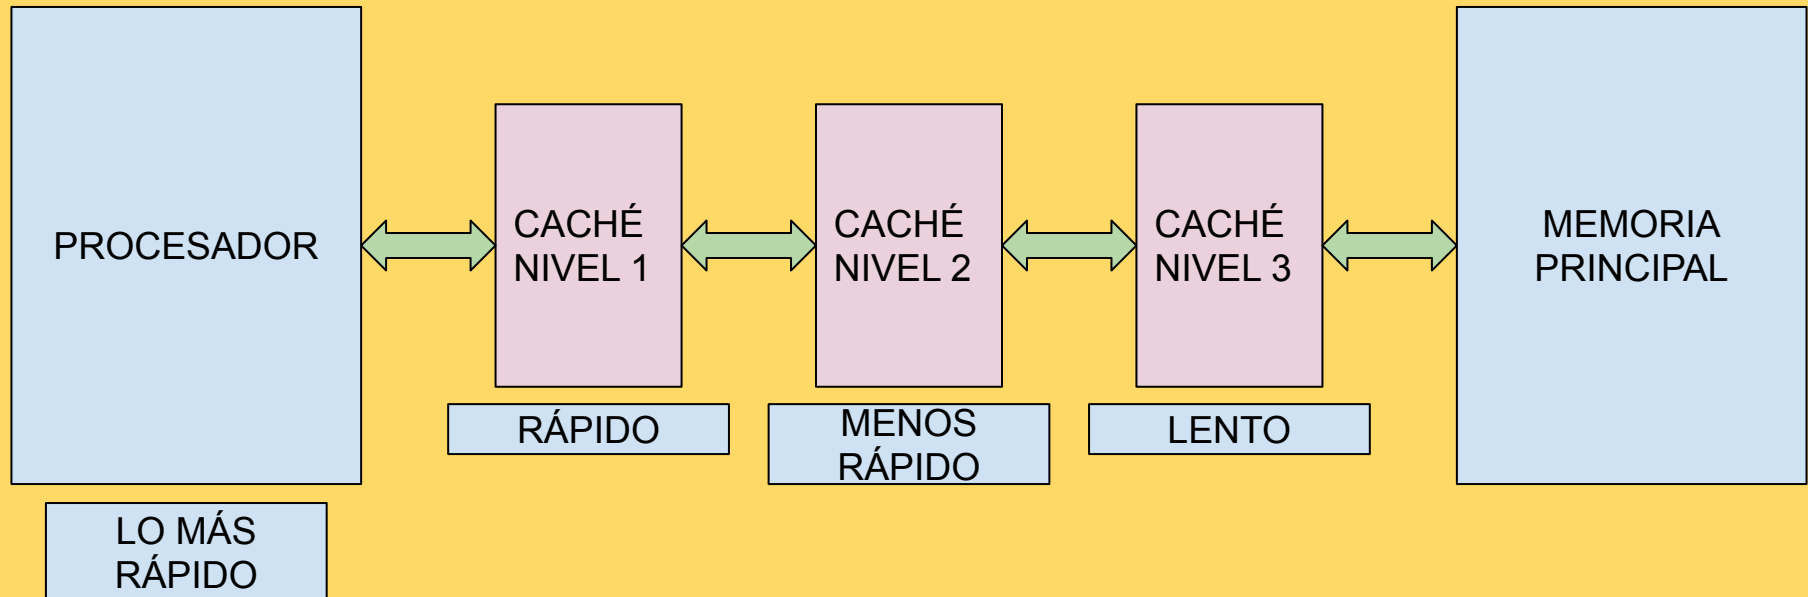 PROCESADOR
CACHÉ
NIVEL 1
CACHÉ
NIVEL 2
CACHÉ
NIVEL 3
MEMORIA
PRINCIPAL
RÁPIDO
MENOS
RÁPIDO
LENTO
LO MÁS
RÁPIDO